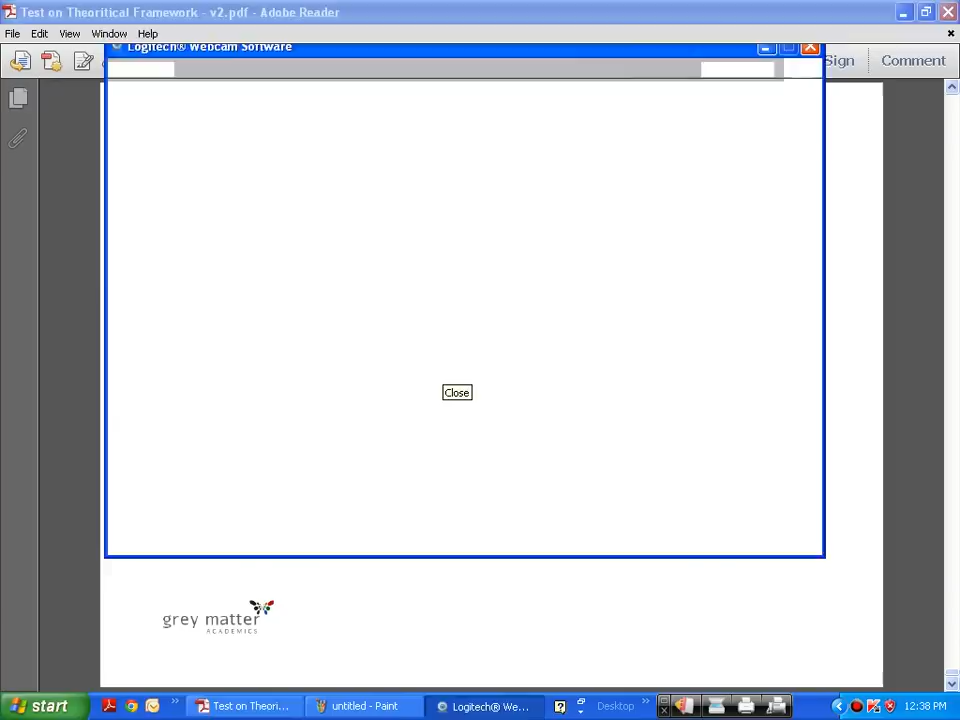 Test on Theoritical Framework - v2.pdf - Adobe Reader
File Edit View Window Help
Logitech® Webcam Software
Sign Comment
Close
grey matter
ACADEMICS
start
Test on Theori...
untitled - Paint
Logitech® We...
Desktop
12:38 PM